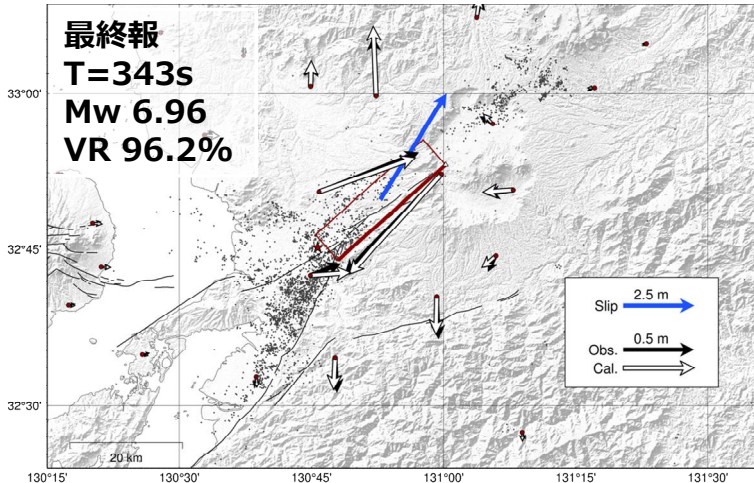 最終報
T=343s
Mw 6.96
VR 96.2%
33°00'
32°45'
32°30'
2.5 m
Slip
0.5 m
Obs.
Cal.
20 km
130°15' 130°30' 130°45' 131°00' 131°15' 131°30'